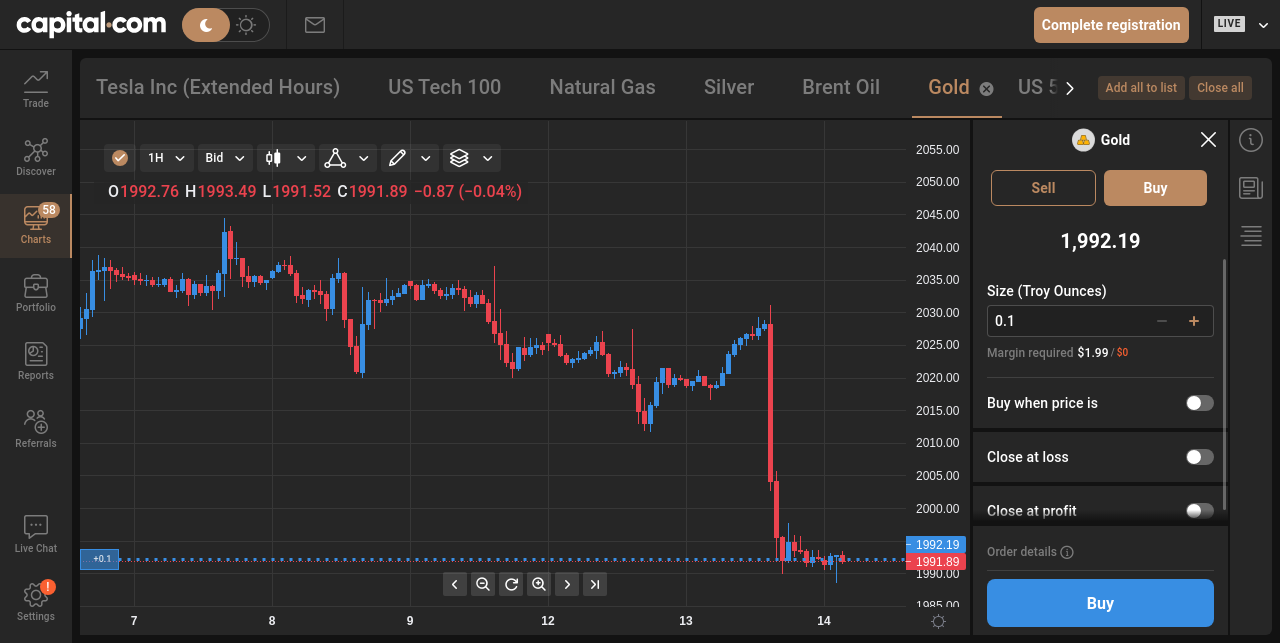 capital.com
Complete registration
LIVE
Trade
Discover
58
Charts
Portfolio
Reports
Referrals
Live Chat
!
Settings
Tesla Inc (Extended Hours) US Tech 100 Natural Gas Silver Brent Oil Gold US 5
Add all to list Close all
1H Bid
O1992.76 H1993.49 L1991.52 C1991.89 −0.87 (−0.04%)
2055.00
2050.00
2045.00
2040.00
2035.00
2030.00
2025.00
2020.00
2015.00
2010.00
2005.00
2000.00
1992.19
1991.89
1990.00
1985.00
+0.1
7 8 9 12 13 14
Gold
Sell Buy
1,992.19
Size (Troy Ounces)
0.1
Margin required $1.99 / $0
Buy when price is
Close at loss
Close at profit
Order details
Buy